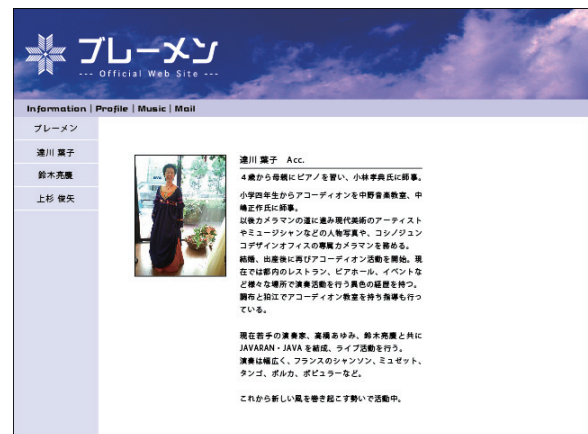 ブレーメン
--- Official Web Site ---
Information | Profile | Music | Mail
ブレーメン
達川 葉子
鈴木亮慶
上杉 俊矢
達川 葉子 Acc.
4歳から母親にピアノを習い、小林孝典氏に師事。
小学四年生からアコーディオンを中野音楽教室、中
嶋正作氏に師事。
以後カメラマンの道に進み現代美術のアーティスト
やミュージシャンなどの人物写真や、コシノジュン
コデザインオフィスの専属カメラマンを務める。
結婚、出産後に再びアコーディオン活動を開始。現
在では都内のレストラン、ビアホール、イベントな
ど様々な場所で演奏活動を行う異色の経歴を持つ。
調布と狛江でアコーディオン教室を持ち指導も行っ
ている。
現在若手の演奏家、高橋あゆみ、鈴木亮慶と共に
JAVARAN・JAVA を結成、ライブ活動を行う。
演奏は幅広く、フランスのシャンソン、ミュゼット、
タンゴ、ポルカ、ポピュラーなど。
これから新しい風を巻き起こす勢いで活動中。